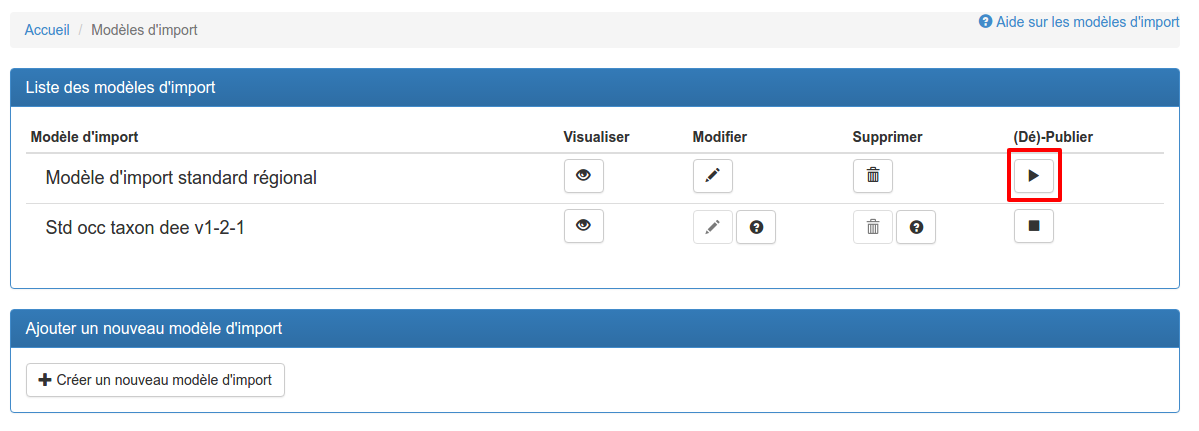 Accueil / Modèles d'import
Aide sur les modèles d'import
Liste des modèles d'import
Modèle d'import Visualiser Modifier Supprimer (Dé)-Publier
Modèle d'import standard régional
Std occ taxon dee v1-2-1
Ajouter un nouveau modèle d'import
Créer un nouveau modèle d'import